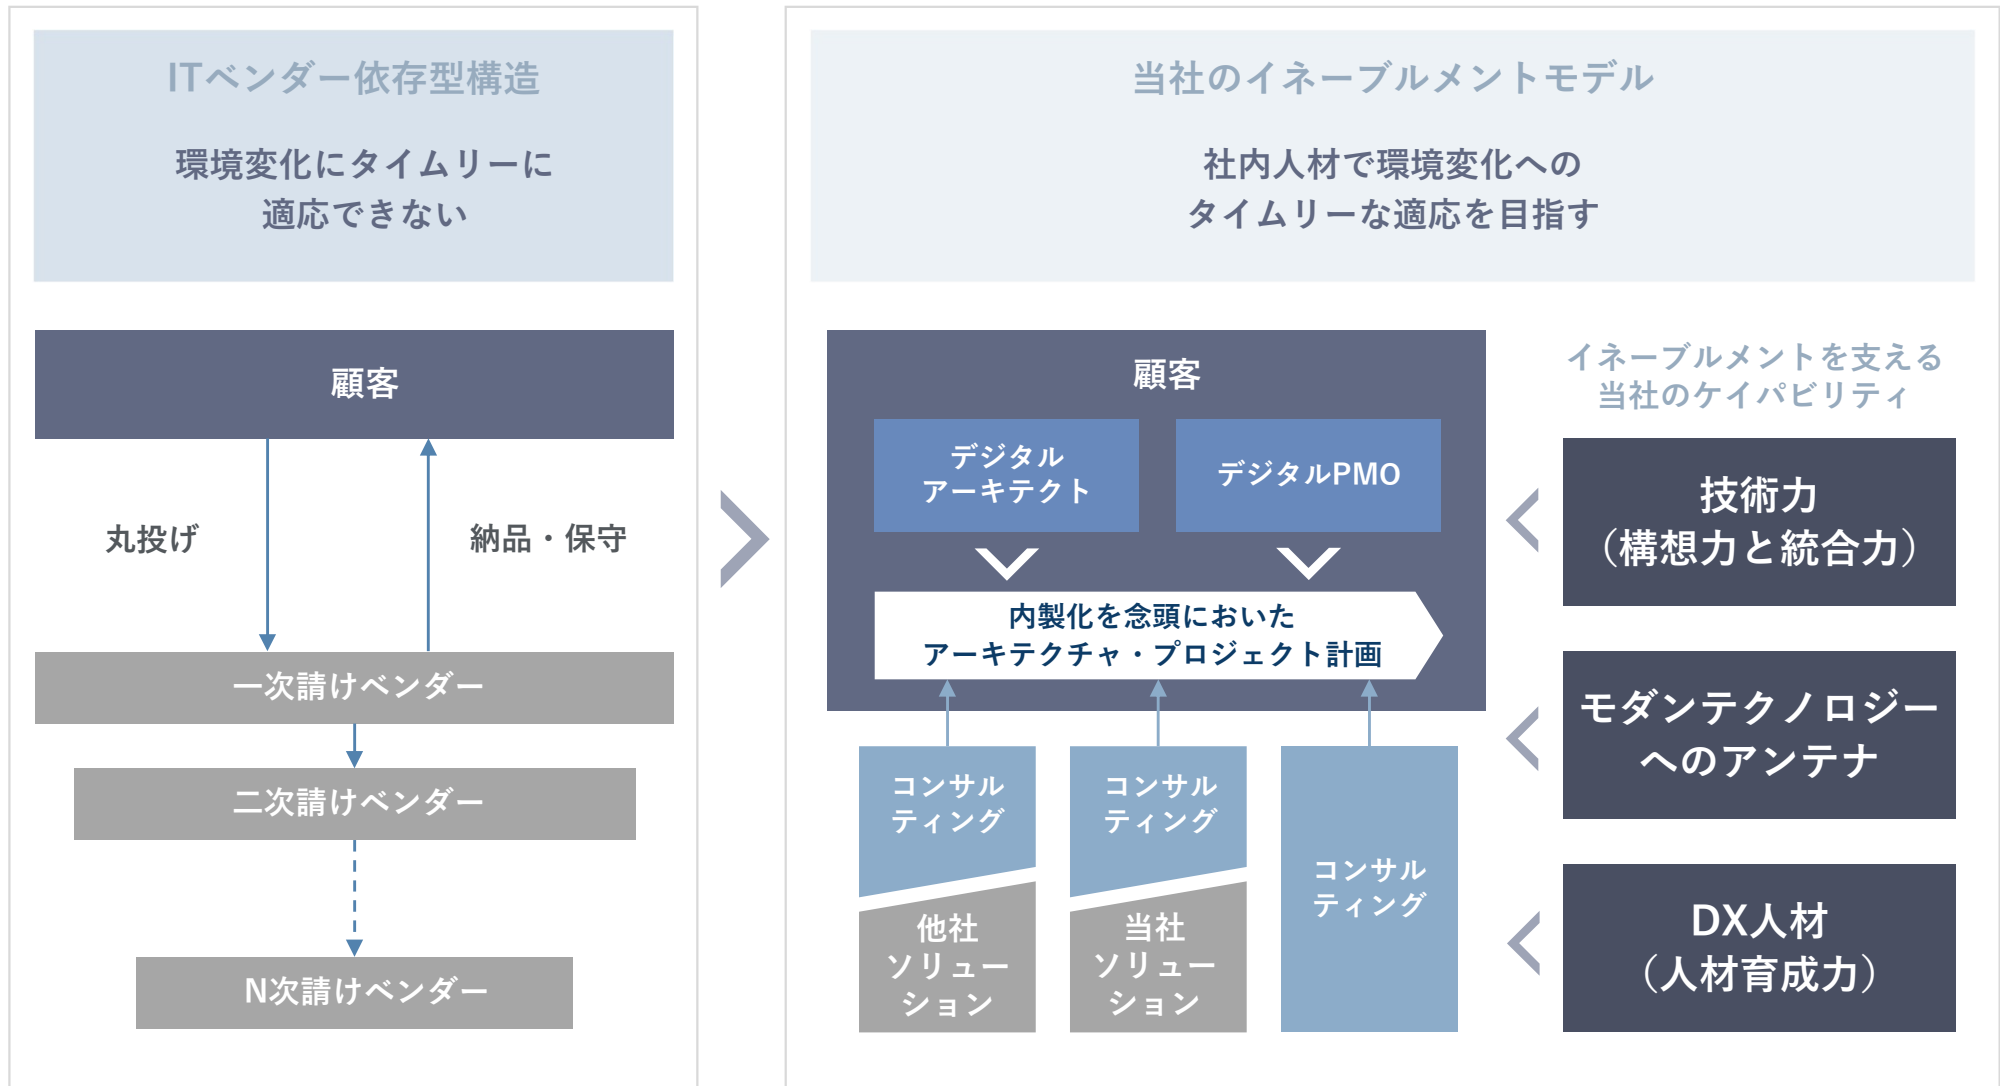 ITベンダー依存型構造
環境変化にタイムリーに
適応できない
顧客
丸投げ
納品・保守
一次請けベンダー
二次請けベンダー
N次請けベンダー
当社のイネーブルメントモデル
社内人材で環境変化への
タイムリーな適応を目指す
顧客
デジタル
アーキテクト
デジタルPMO
内製化を念頭においた
アーキテクチャ・プロジェクト計画
コンサル
ティング
他社
ソリュー
ション
コンサル
ティング
当社
ソリュー
ション
コンサル
ティング
イネーブルメントを支える
当社のケイパビリティ
技術力
（構想力と統合力）
モダンテクノロジー
へのアンテナ
DX人材
（人材育成力）